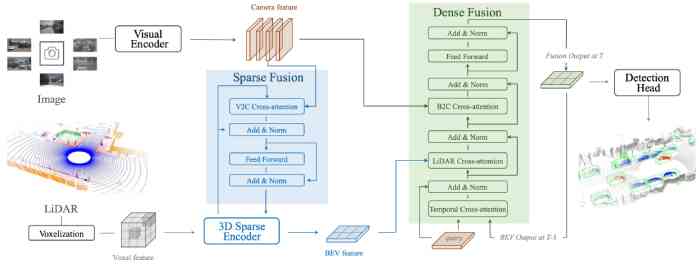 Camera feature
Visual
Encoder
Image
Sparse Fusion
V2C Cross-attention
Add & Norm
Feed Forward
Add & Norm
LiDAR
Voxelization
Voxel feature
3D Sparse
Encoder
BEV feature
Dense Fusion
Add & Norm
Feed Forward
Add & Norm
B2C Cross-attention
Add & Norm
LiDAR Cross-attention
Add & Norm
Temporal Cross-attention
query
Fusion Output at T
BEV Output at T-1
Detection
Head